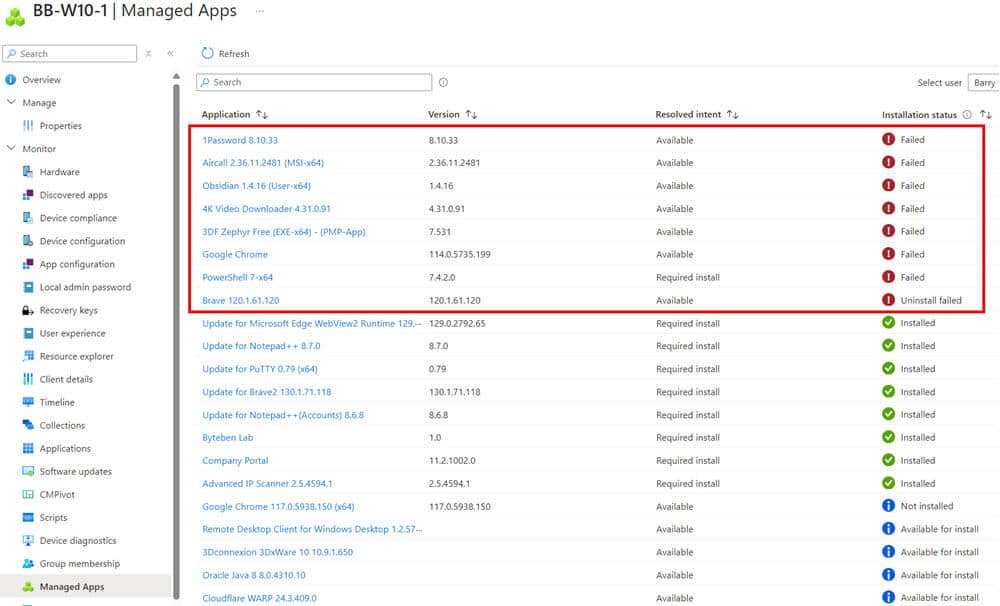 BB-W10-1 | Managed Apps ...
Search
Refresh
Overview
Manage
Properties
Monitor
Hardware
Discovered apps
Device compliance
Device configuration
App configuration
Local admin password
Recovery keys
User experience
Resource explorer
Client details
Timeline
Collections
Applications
Software updates
CMPivot
Scripts
Device diagnostics
Group membership
Managed Apps
Search
Select user Barry
Application Version Resolved intent Installation status
1Password 8.10.33 8.10.33 Available Failed
Aircall 2.36.11.2481 (MSI-x64) 2.36.11.2481 Available Failed
Obsidian 1.4.16 (User-x64) 1.4.16 Available Failed
4K Video Downloader 4.31.0.91 4.31.0.91 Available Failed
3DF Zephyr Free (EXE-x64) - (PMP-App) 7.531 Available Failed
Google Chrome 114.0.5735.199 Available Failed
PowerShell 7-x64 7.4.2.0 Required install Failed
Brave 120.1.61.120 120.1.61.120 Available Uninstall failed
Update for Microsoft Edge WebView2 Runtime 129.... 129.0.2792.65 Required install Installed
Update for Notepad++ 8.7.0 8.7.0 Required install Installed
Update for PuTTY 0.79 (x64) 0.79 Required install Installed
Update for Brave2 130.1.71.118 130.1.71.118 Required install Installed
Update for Notepad++(Accounts) 8.6.8 8.6.8 Required install Installed
Byteben Lab 1.0 Required install Installed
Company Portal 11.2.1002.0 Required install Installed
Advanced IP Scanner 2.5.4594.1 2.5.4594.1 Required install Installed
Google Chrome 117.0.5938.150 (x64) 117.0.5938.150 Available Not installed
Remote Desktop Client for Windows Desktop 1.2.57... Available Available for install
3Dconnexion 3DxWare 10 10.9.1.650 Available Available for install
Oracle Java 8 8.0.4310.10 Available Available for install
Cloudflare WARP 24.3.409.0 Available Available for install